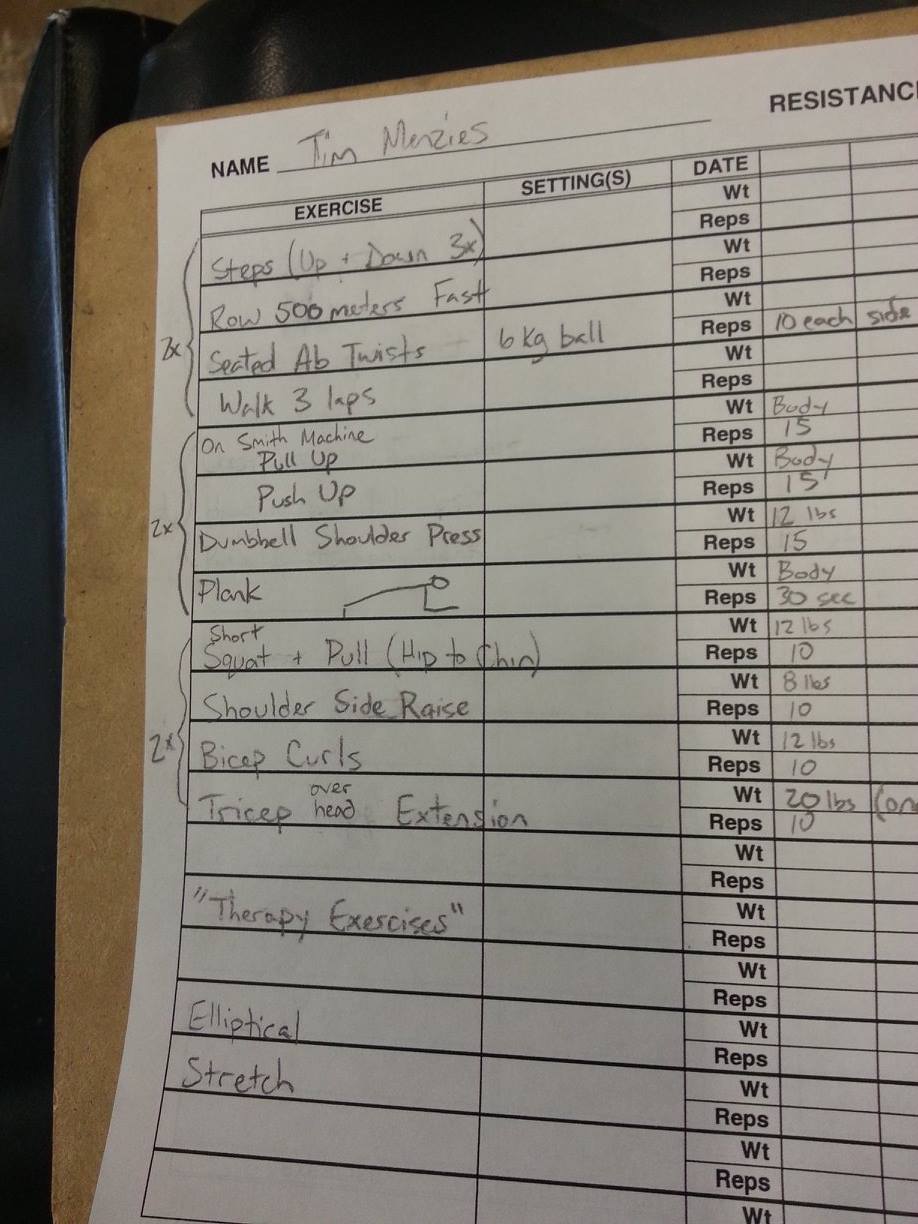 RESISTANC
NAME Tim Menzies
EXERCISE SETTING(S) DATE
Wt
Reps
Steps (Up + Down 3x) Wt
Reps
Row 500 meters Fast Wt
Reps 10 each side
Seated Ab Twists 6 kg ball Wt
Reps
Walk 3 laps Wt Body
Reps 15
On Smith Machine
Pull Up Wt Body
Reps 15
Push Up Wt 12 lbs
Reps 15
Dumbbell Shoulder Press Wt Body
Reps 30 sec
Plank Wt 12 lbs
Reps 10
Short
Squat + Pull (Hip to Chin) Wt 8 lbs
Reps 10
Shoulder Side Raise Wt 12 lbs
Reps 10
Bicep Curls Wt 20 lbs (on
Reps 10
over
Tricep head Extension Wt
Reps
Wt
Reps
"Therapy Exercises" Wt
Reps
Wt
Reps
Elliptical Wt
Reps
Stretch Wt
Reps
Wt
2x
2x